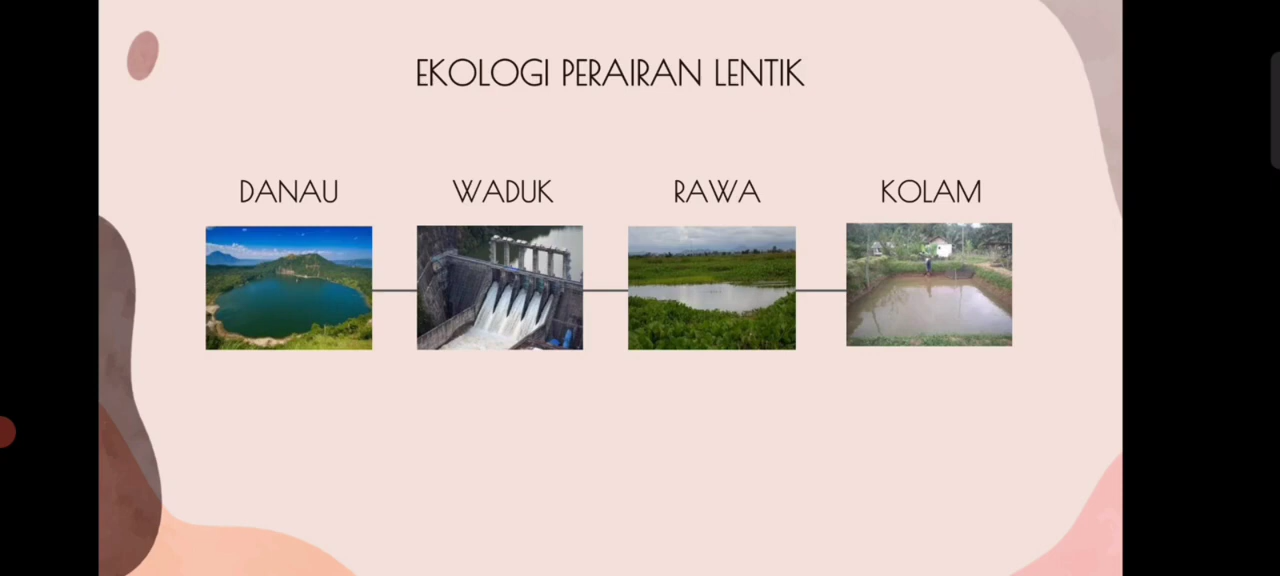 EKOLOGI PERAIRAN LENTIK
DANAU
WADUK
RAWA
KOLAM